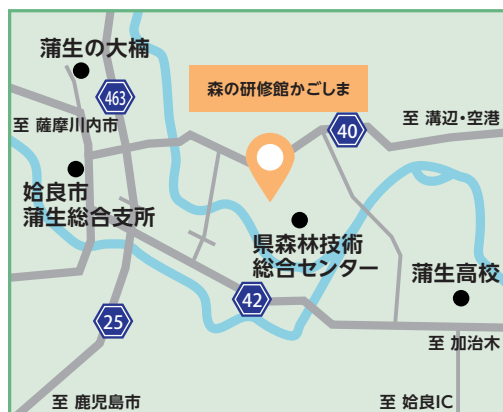 蒲生の大楠
463
森の研修館かごしま
至 薩摩川内市
40
至 溝辺・空港
姶良市
蒲生総合支所
県森林技術
総合センター
蒲生高校
42
25
至 加治木
至 鹿児島市
至 姶良IC